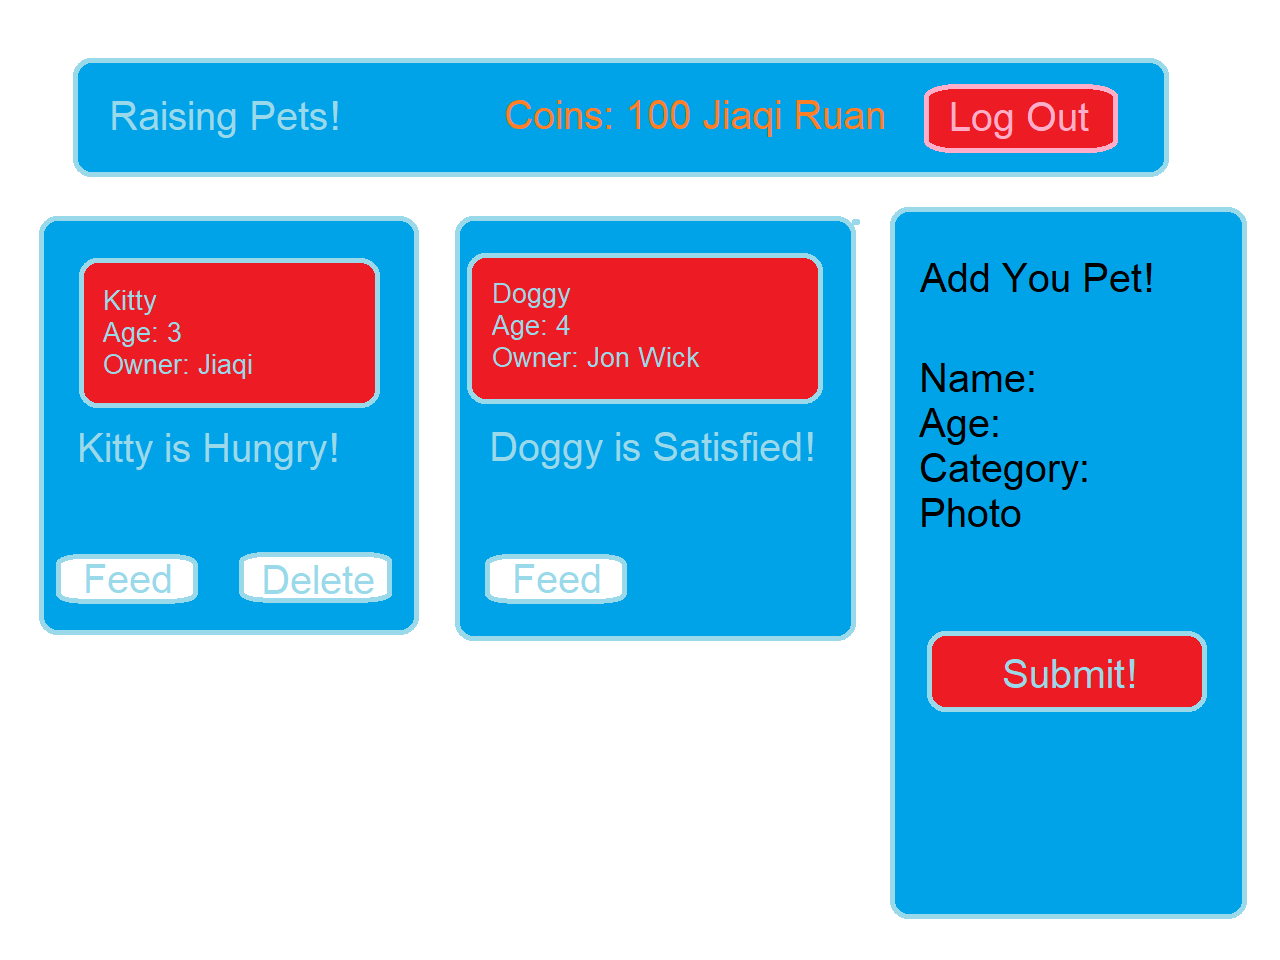 Raising Pets!
Coins: 100 Jiaqi Ruan
Log Out
Kitty
Age: 3
Owner: Jiaqi
Kitty is Hungry!
Feed
Delete
Doggy
Age: 4
Owner: Jon Wick
Doggy is Satisfied!
Feed
Add You Pet!
Name:
Age:
Category:
Photo
Submit!